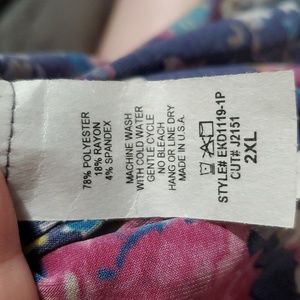 78% POLYESTER
18% RAYON
4% SPANDEX
MACHINE WASH
WITH COLD WATER
GENTLE CYCLE
NO BLEACH
HANG OR LINE DRY
MADE IN U.S.A.
STYLE# EKD1119-1P
CUT# J2151
2XL